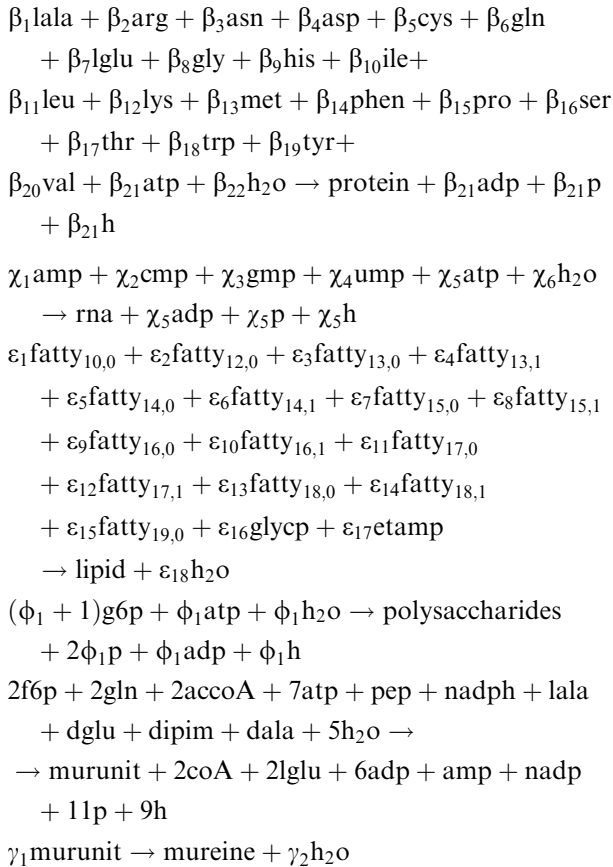 β₁lala + β₂arg + β₃asn + β₄asp + β₅cys + β₆gln
+ β₇lglu + β₈gly + β₉his + β₁₀ile+
β₁₁leu + β₁₂lys + β₁₃met + β₁₄phen + β₁₅pro + β₁₆ser
+ β₁₇thr + β₁₈trp + β₁₉tyr+
β₂₀val + β₂₁atp + β₂₂h₂o → protein + β₂₁adp + β₂₁p
+ β₂₁h
χ₁amp + χ₂cmp + χ₃gmp + χ₄ump + χ₅atp + χ₆h₂o
→ rna + χ₅adp + χ₅p + χ₅h
ε₁fatty₁₀,₀ + ε₂fatty₁₂,₀ + ε₃fatty₁₃,₀ + ε₄fatty₁₃,₁
+ ε₅fatty₁₄,₀ + ε₆fatty₁₄,₁ + ε₇fatty₁₅,₀ + ε₈fatty₁₅,₁
+ ε₉fatty₁₆,₀ + ε₁₀fatty₁₆,₁ + ε₁₁fatty₁₇,₀
+ ε₁₂fatty₁₇,₁ + ε₁₃fatty₁₈,₀ + ε₁₄fatty₁₈,₁
+ ε₁₅fatty₁₉,₀ + ε₁₆glycp + ε₁₇etamp
→ lipid + ε₁₈h₂o
(ϕ₁ + 1)g6p + ϕ₁atp + ϕ₁h₂o → polysaccharides
+ 2ϕ₁p + ϕ₁adp + ϕ₁h
2f6p + 2gln + 2accoA + 7atp + pep + nadph + lala
+ dglu + dipim + dala + 5h₂o →
→ murunit + 2coA + 2lglu + 6adp + amp + nadp
+ 11p + 9h
γ₁murunit → mureine + γ₂h₂o